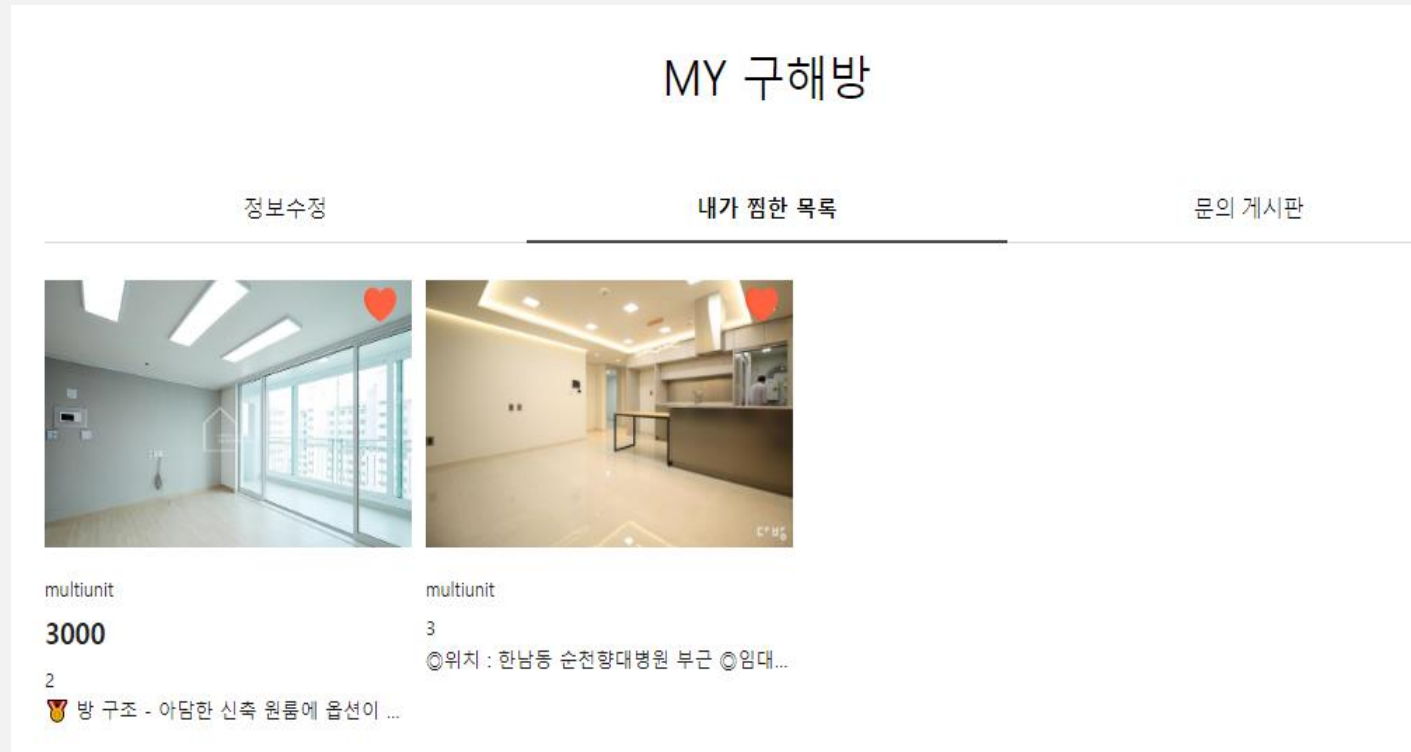 MY 구해방
정보수정
내가 찜한 목록
문의 게시판
multiunit
3000
2
🏅 방 구조 - 아담한 신축 원룸에 옵션이 ...
multiunit
3
◎위치 : 한남동 순천향대병원 부근 ◎임대...